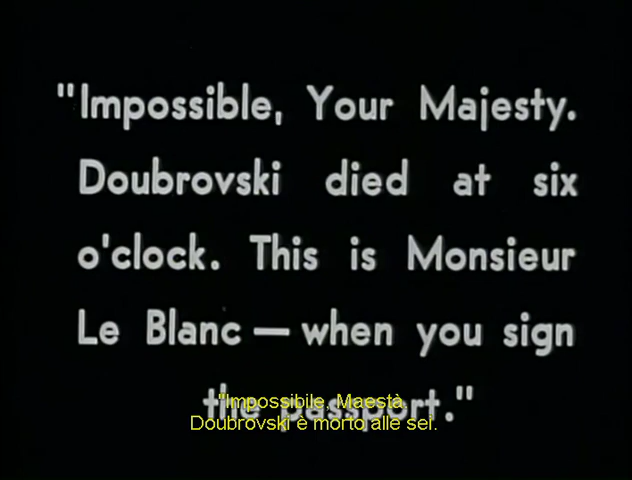 "Impossible, Your Majesty.
Doubrovski died at six
o'clock. This is Monsieur
Le Blanc — when you sign
the passport."
"Impossibile, Maestà
Doubrovski è morto alle sei.